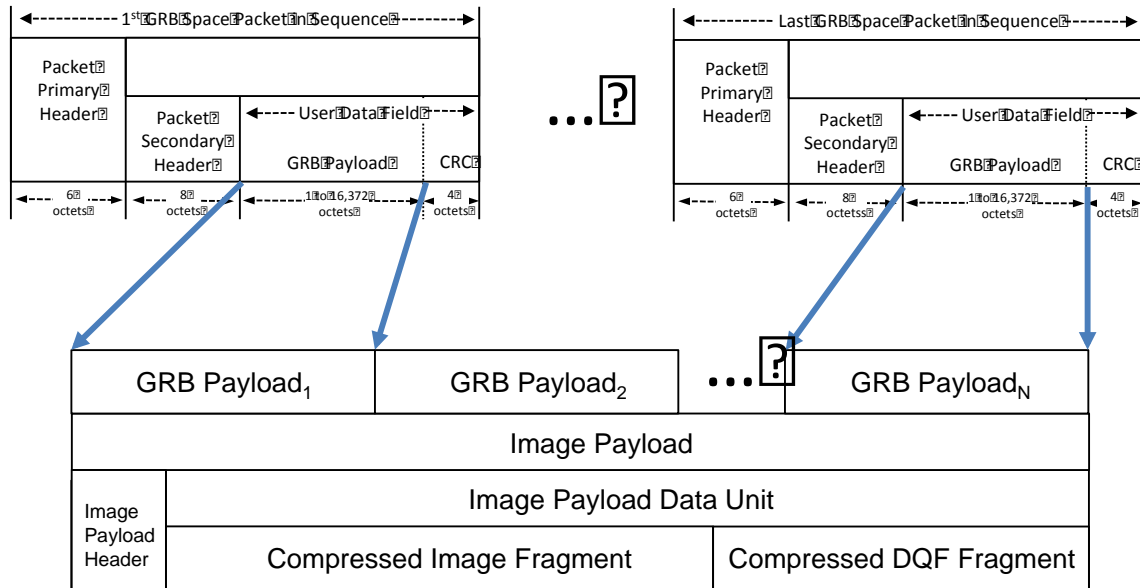 1st⍰GRB⍰Space⍰Packet⍰in⍰Sequence⍰
Packet⍰
Primary⍰
Header⍰
Packet⍰
Secondary⍰
Header⍰
User⍰Data⍰Field⍰
GRB⍰Payload⍰
CRC⍰
6⍰
octets⍰
8⍰
octets⍰
1⍰to⍰16,372⍰
octets⍰
4⍰
octets⍰
...⍰
Last⍰GRB⍰Space⍰Packet⍰in⍰Sequence⍰
Packet⍰
Primary⍰
Header⍰
Packet⍰
Secondary⍰
Header⍰
User⍰Data⍰Field⍰
GRB⍰Payload⍰
CRC⍰
6⍰
octets⍰
8⍰
octetss⍰
1⍰to⍰16,372⍰
octets⍰
4⍰
octets⍰
GRB Payload1
GRB Payload2
...⍰
GRB PayloadN
Image Payload
Image
Payload
Header
Image Payload Data Unit
Compressed Image Fragment
Compressed DQF Fragment